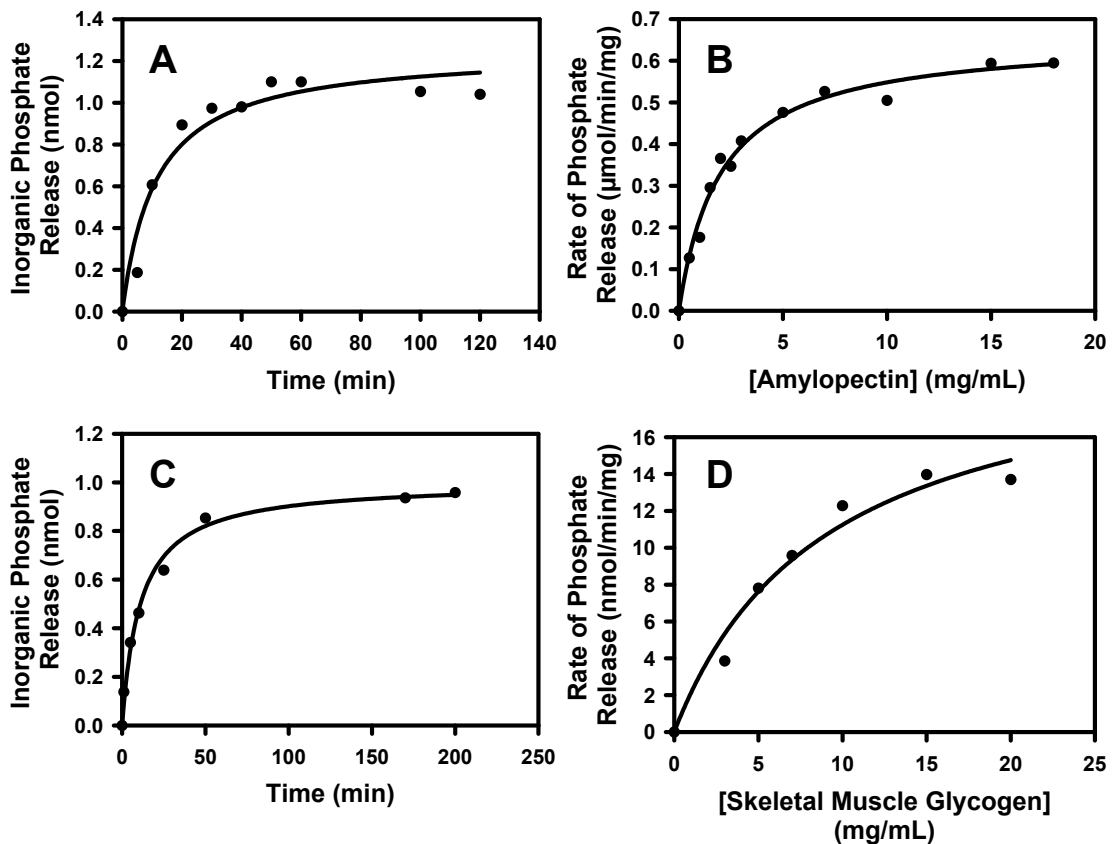 A
Inorganic Phosphate
Release (nmol)
1.4
1.2
1.0
0.8
0.6
0.4
0.2
0.0
0 20 40 60 80 100 120 140
Time (min)
B
Rate of Phosphate
Release (µmol/min/mg)
0.7
0.6
0.5
0.4
0.3
0.2
0.1
0.0
0 5 10 15 20
[Amylopectin] (mg/mL)
C
Inorganic Phosphate
Release (nmol)
1.2
1.0
0.8
0.6
0.4
0.2
0.0
0 50 100 150 200 250
Time (min)
D
Rate of Phosphate
Release (nmol/min/mg)
16
14
12
10
8
6
4
2
0
0 5 10 15 20 25
[Skeletal Muscle Glycogen]
(mg/mL)